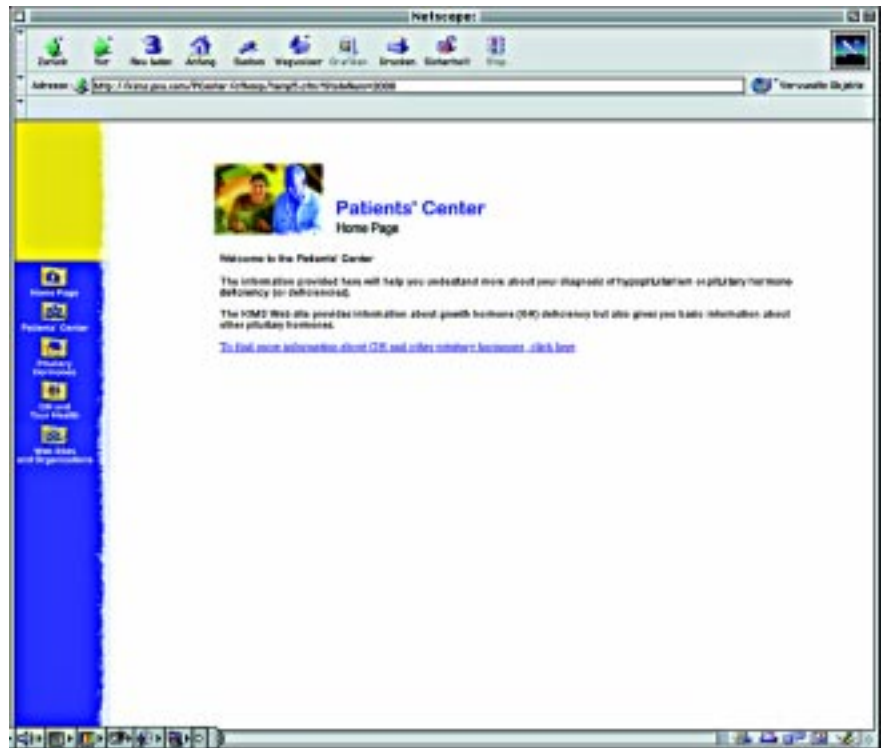 Netscape:
Zurück Vor Neu laden Anfang Suchen Wegweiser Grafiken Drucken Sicherheit Stop
Adresse: Verwandte Objekte
Patients' Center
Home Page
Welcome to the Patients' Center
The information provided here will help you understand more about your diagnosis of hypopituitarism or pituitary hormone
deficiency (or deficiencies).
The KIMS Web site provides information about growth hormone (GH) deficiency but also gives you basic information about
other pituitary hormones.
To find more information about GH and other pituitary hormones, click here
Home Page
Patients' Center
Pituitary
Hormones
GH and
Your Health
Web Sites
and Organizations